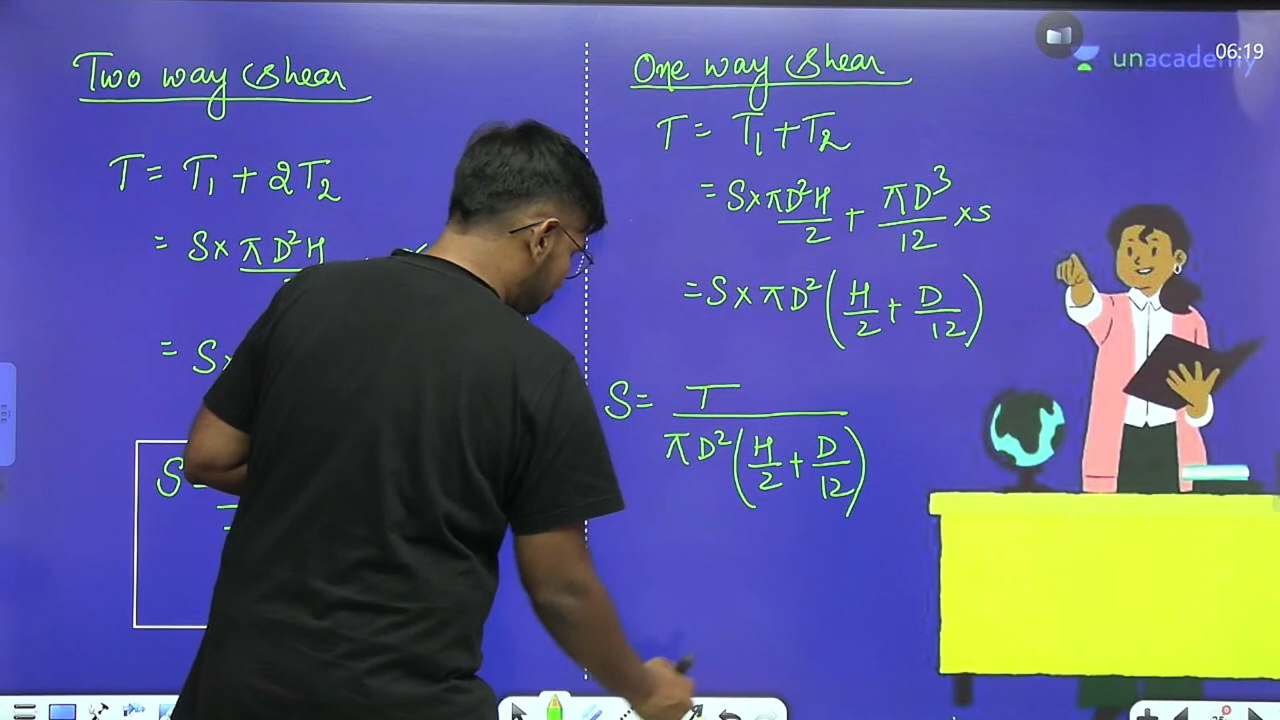 Two way Shear
T = T₁ + 2T₂
= S× πD²H
= S×
S =
One way Shear
T = T₁+T₂
= S×πD²H/2 + πD³/12 ×s
= S × πD² (H/2 + D/12)
S = T / πD² (H/2 + D/12)
unacademy
06:19